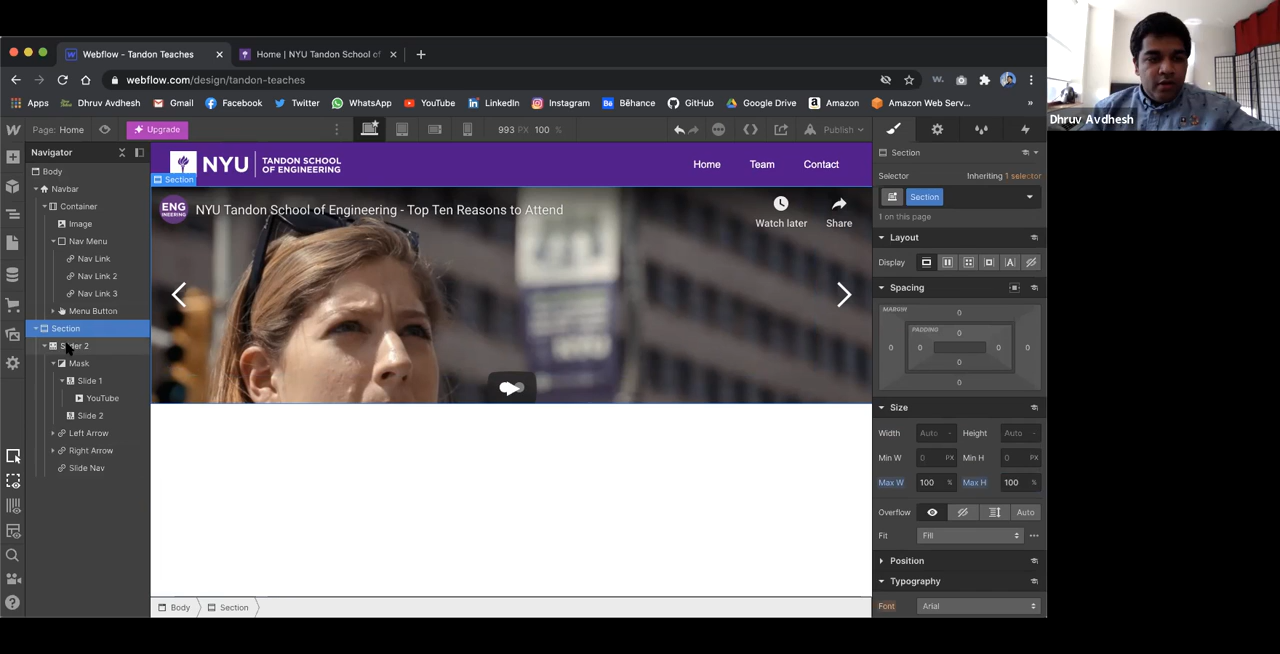 Webflow - Tandon Teaches
Home | NYU Tandon School of
webflow.com/design/tandon-teaches
Apps
Dhruv Avdhesh
Gmail
Facebook
Twitter
WhatsApp
YouTube
LinkedIn
Instagram
Bēhance
GitHub
Google Drive
Amazon
Amazon Web Serv...
Dhruv Avdhesh
Page: Home
Upgrade
993 PX 100 %
Publish
Navigator
Body
Navbar
Container
Image
Nav Menu
Nav Link
Nav Link 2
Nav Link 3
Menu Button
Section
Slider 2
Mask
Slide 1
YouTube
Slide 2
Left Arrow
Right Arrow
Slide Nav
NYU
TANDON SCHOOL
OF ENGINEERING
Home
Team
Contact
Section
ENG
INEERING
NYU Tandon School of Engineering - Top Ten Reasons to Attend
Watch later
Share
Body
Section
Section
Selector
Inheriting 1 selector
Section
1 on this page
Layout
Display
Spacing
MARGIN
0
PADDING
0
0 0 0 0
0
0
Size
Width Auto - Height Auto -
Min W 0 PX Min H 0 PX
Max W 100 % Max H 100 %
Overflow Auto
Fit Fill
Position
Typography
Font Arial